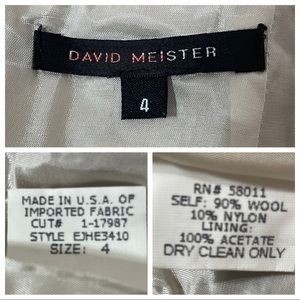 DAVID MEISTER
4
MADE IN U.S.A. OF
IMPORTED FABRIC
CUT# 1-17987
STYLE EJHE3410
SIZE: 4
RN# 58011
SELF: 90% WOOL
10% NYLON
LINING:
100% ACETATE
DRY CLEAN ONLY